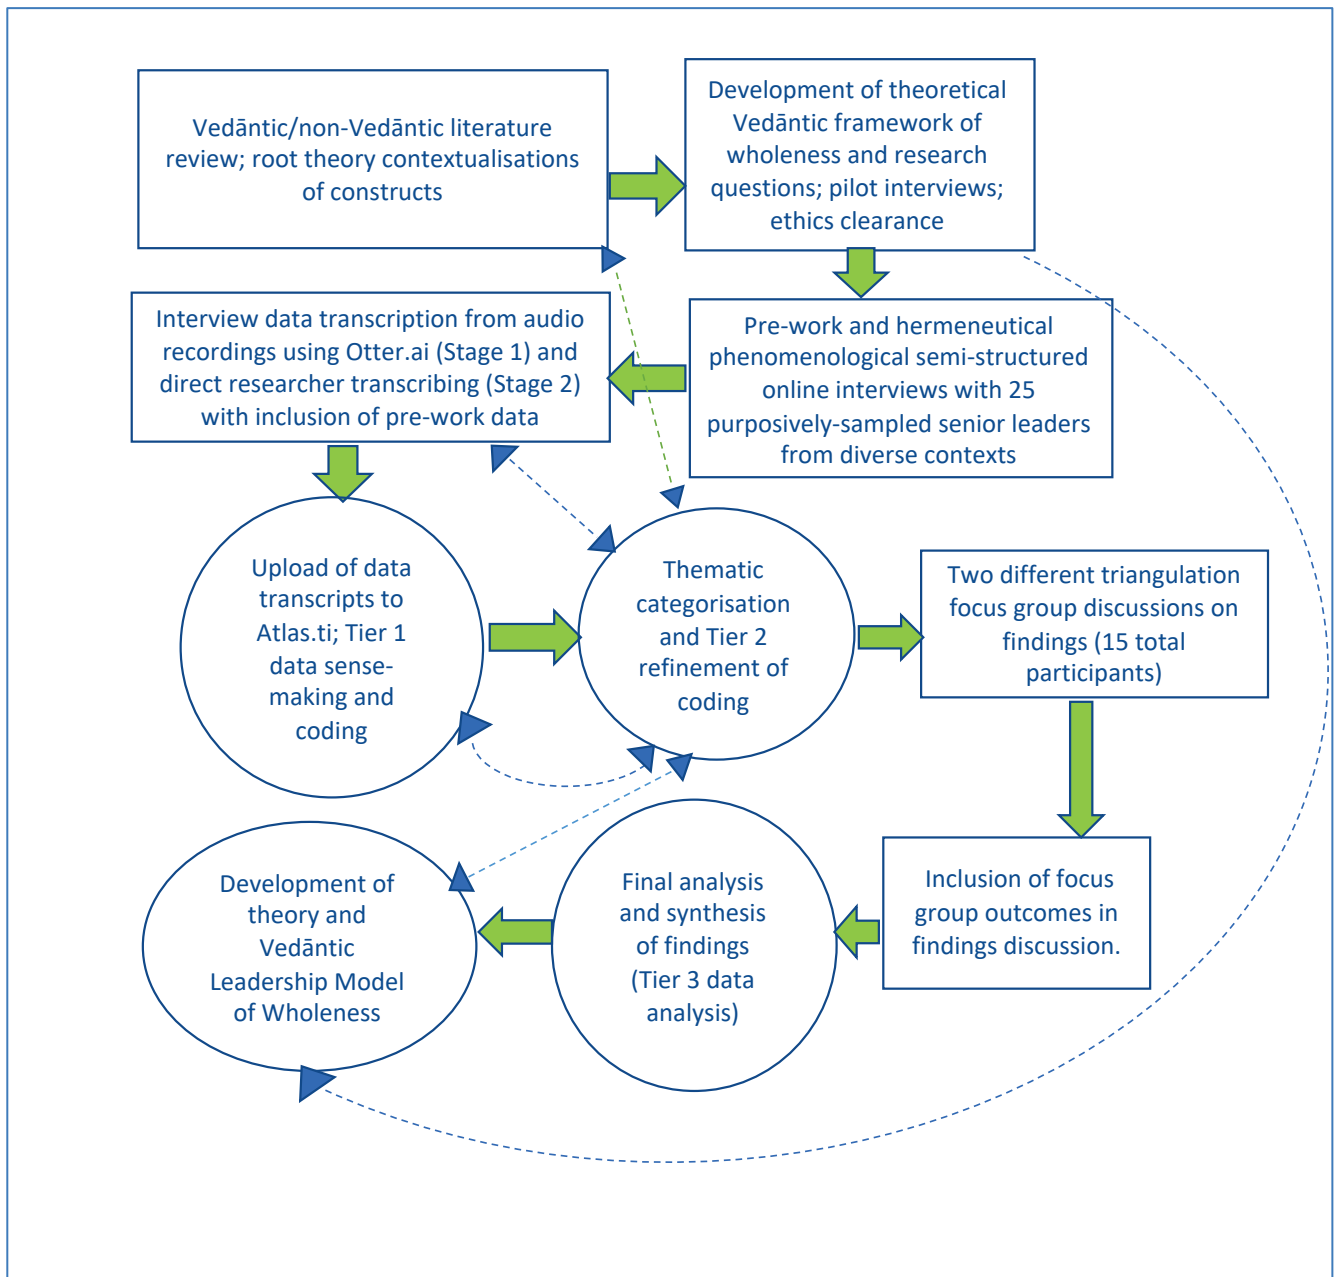 Vedāntic/non-Vedāntic literature
review; root theory contextualisations
of constructs
Development of theoretical
Vedāntic framework of
wholeness and research
questions; pilot interviews;
ethics clearance
Pre-work and hermeneutical
phenomenological semi-structured
online interviews with 25
purposively-sampled senior leaders
from diverse contexts
Interview data transcription from audio
recordings using Otter.ai (Stage 1) and
direct researcher transcribing (Stage 2)
with inclusion of pre-work data
Upload of data
transcripts to
Atlas.ti; Tier 1
data sense-
making and
coding
Thematic
categorisation
and Tier 2
refinement of
coding
Two different triangulation
focus group discussions on
findings (15 total
participants)
Inclusion of focus
group outcomes in
findings discussion.
Final analysis
and synthesis
of findings
(Tier 3 data
analysis)
Development of
theory and
Vedāntic
Leadership Model
of Wholeness